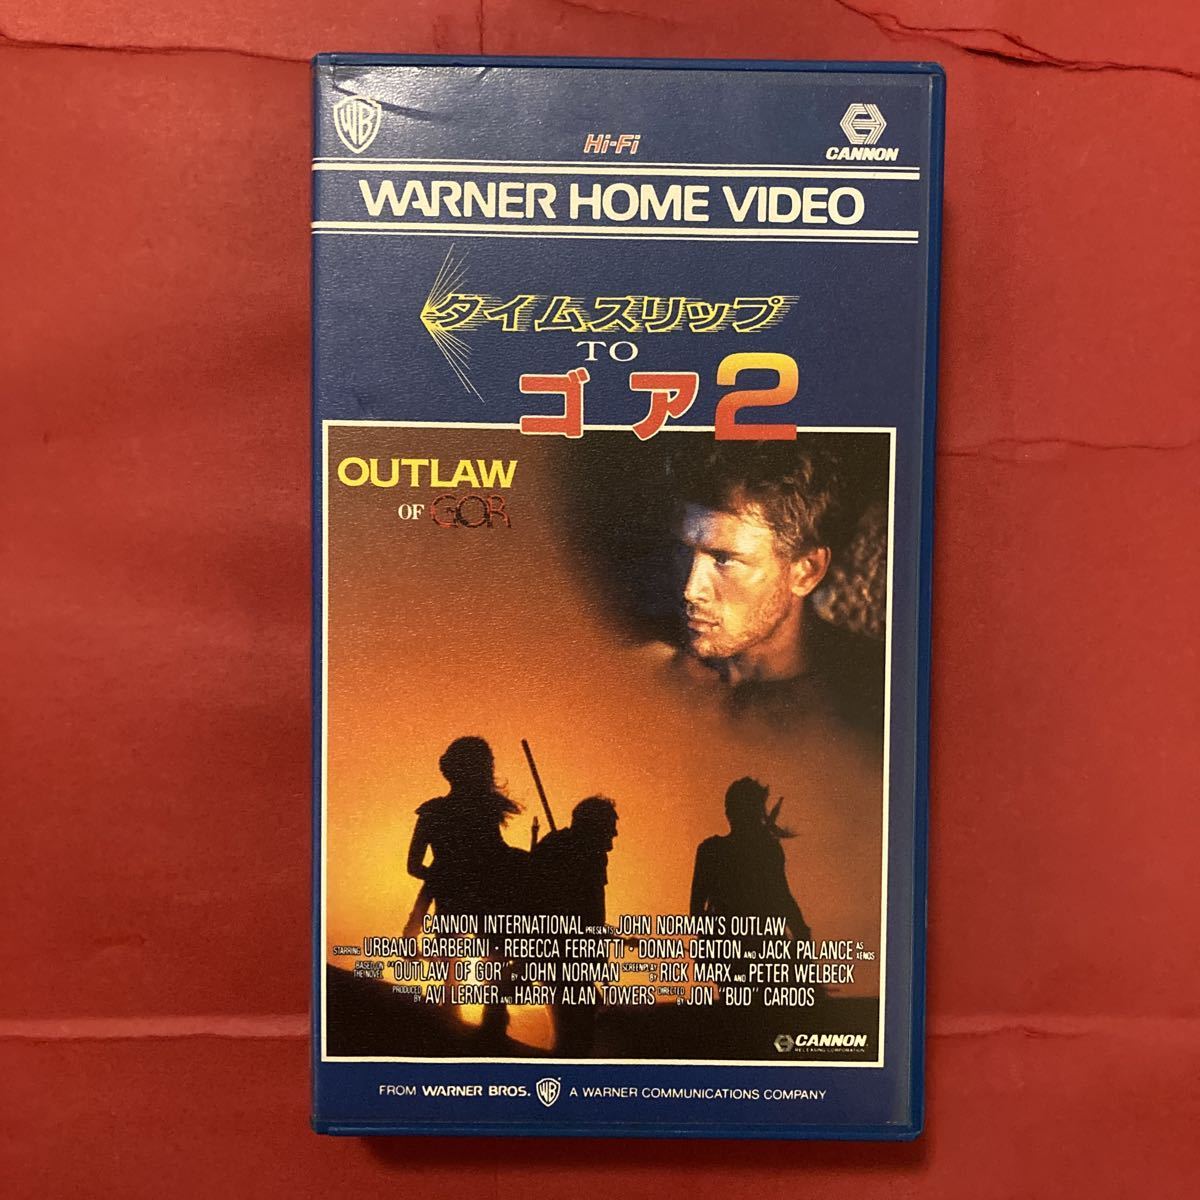 WB
Hi-Fi
CANNON
WARNER HOME VIDEO
タイムスリップ
TO
ゴア2
OUTLAW
OF GOR
CANNON INTERNATIONAL PRESENTS JOHN NORMAN'S OUTLAW
STARRING URBANO BARBERINI · REBECCA FERRATTI · DONNA DENTON AND JACK PALANCE AS XENOS
BASED ON THE NOVEL "OUTLAW OF GOR" BY JOHN NORMAN SCREENPLAY BY RICK MARX AND PETER WELBECK
PRODUCED BY AVI LERNER AND HARRY ALAN TOWERS DIRECTED BY JON "BUD" CARDOS
CANNON
RELEASING CORPORATION
FROM WARNER BROS. WB A WARNER COMMUNICATIONS COMPANY